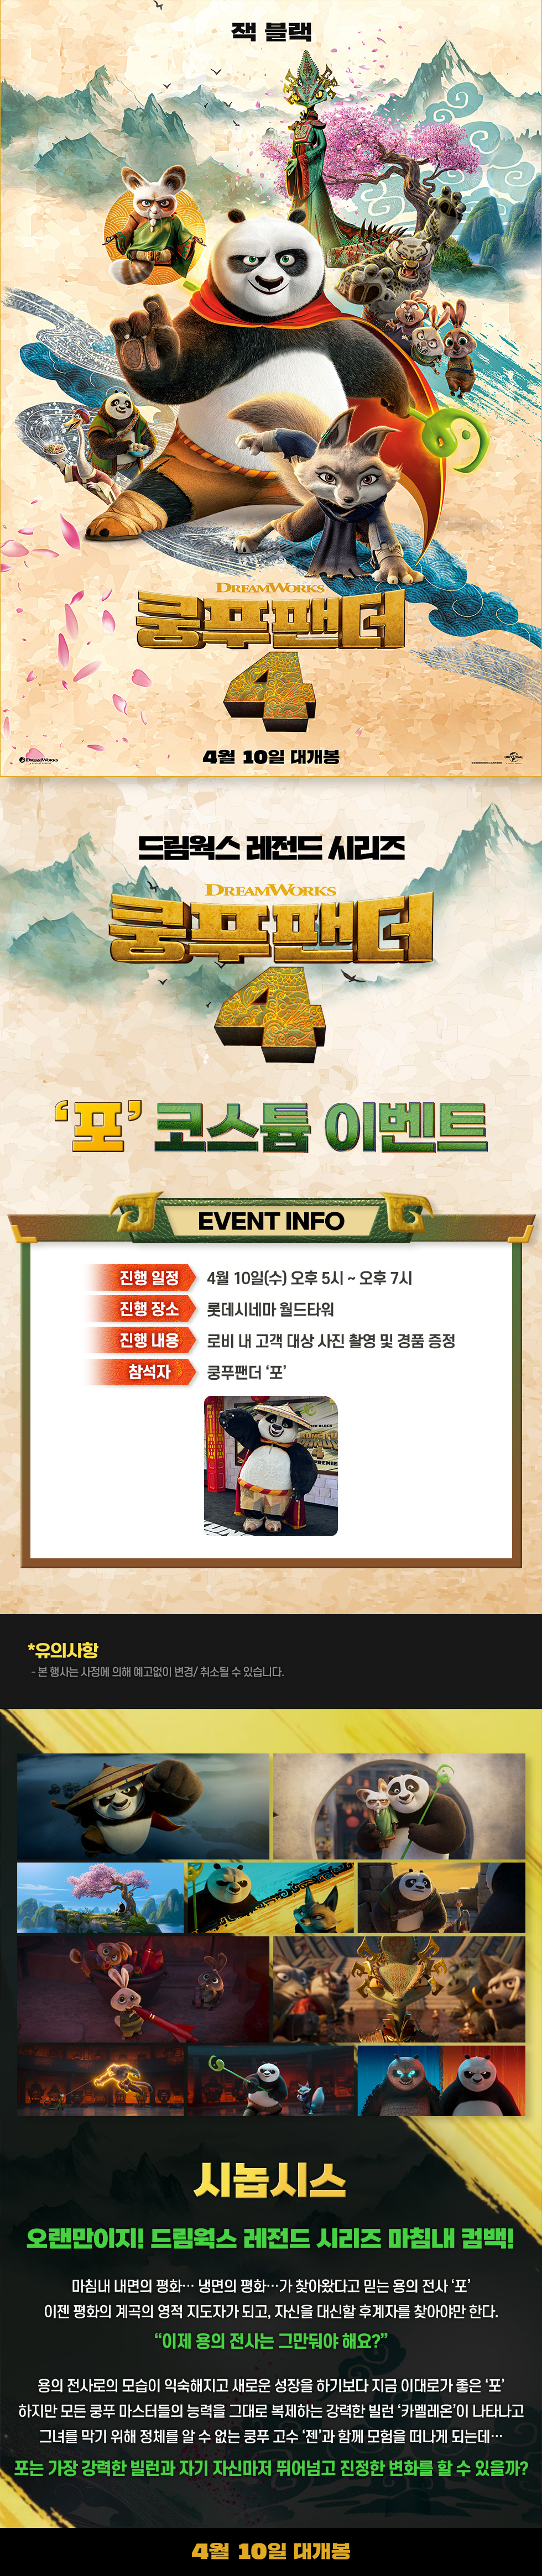 잭 블랙
DREAMWORKS
쿵푸팬더
4
4월 10일 대개봉
DREAMWORKS
UNIVERSAL
드림웍스 레전드 시리즈
DREAMWORKS
쿵푸팬더
4
‘포’ 코스튬 이벤트
EVENT INFO
진행 일정 4월 10일(수) 오후 5시 ~ 오후 7시
진행 장소 롯데시네마 월드타워
진행 내용 로비 내 고객 대상 사진 촬영 및 경품 증정
참석자 쿵푸팬더 ‘포’
*유의사항
- 본 행사는 사정에 의해 예고없이 변경/ 취소될 수 있습니다.
시놉시스
오랜만이지! 드림웍스 레전드 시리즈 마침내 컴백!
마침내 내면의 평화… 냉면의 평화…가 찾아왔다고 믿는 용의 전사 ‘포’
이젠 평화의 계곡의 영적 지도자가 되고, 자신을 대신할 후계자를 찾아야만 한다.
“이제 용의 전사는 그만둬야 해요?”
용의 전사로의 모습이 익숙해지고 새로운 성장을 하기보다 지금 이대로가 좋은 ‘포’
하지만 모든 쿵푸 마스터들의 능력을 그대로 복제하는 강력한 빌런 ‘카멜레온’이 나타나고
그녀를 막기 위해 정체를 알 수 없는 쿵푸 고수 ‘젠’과 함께 모험을 떠나게 되는데…
포는 가장 강력한 빌런과 자기 자신마저 뛰어넘고 진정한 변화를 할 수 있을까?
4월 10일 대개봉